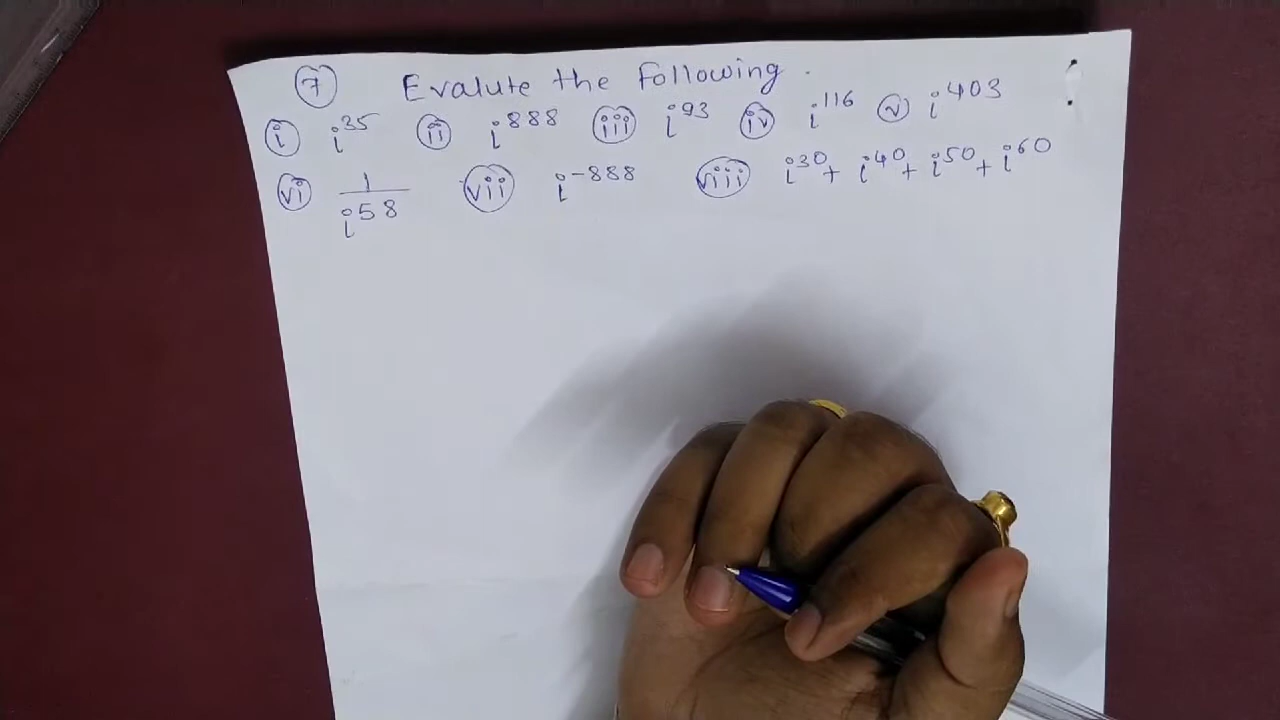 7 Evalute the following.
i i^35 ii i^888 iii i^93 iv i^116 v i^403
vi 1/i^58 vii i^-888 viii i^30 + i^40 + i^50 + i^60